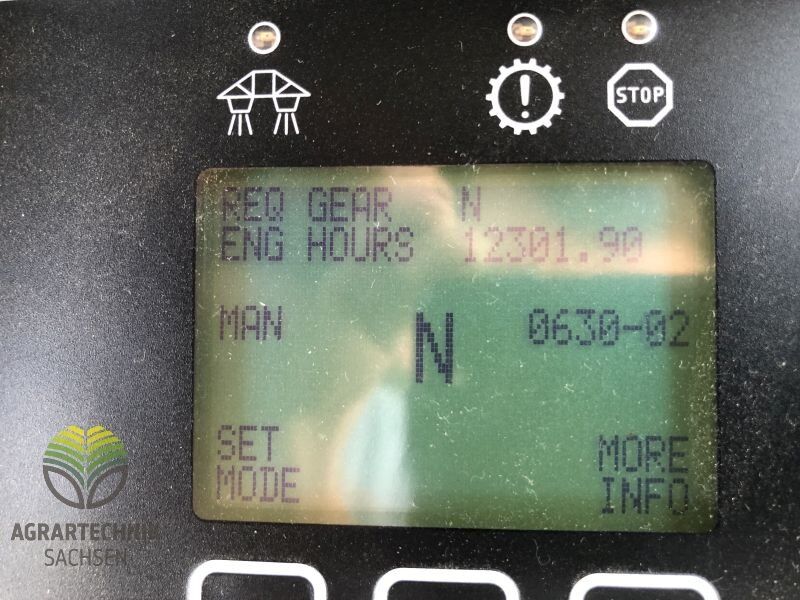 STOP
REQ GEAR N
ENG HOURS 12301.90
MAN N 0630-02
SET MODE
MORE INFO
AGRARTECHNIK
SACHSEN